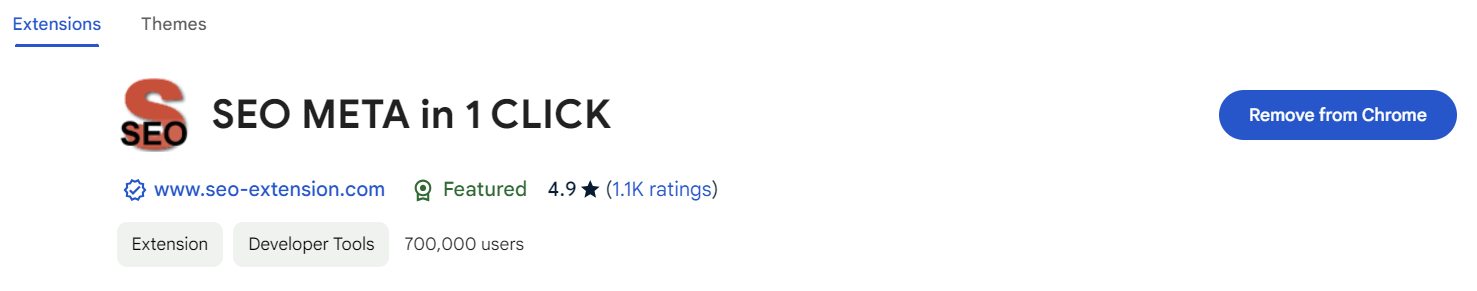 Extensions Themes
S
SEO
SEO META in 1 CLICK
Remove from Chrome
www.seo-extension.com Featured 4.9 ★ (1.1K ratings)
Extension Developer Tools 700,000 users